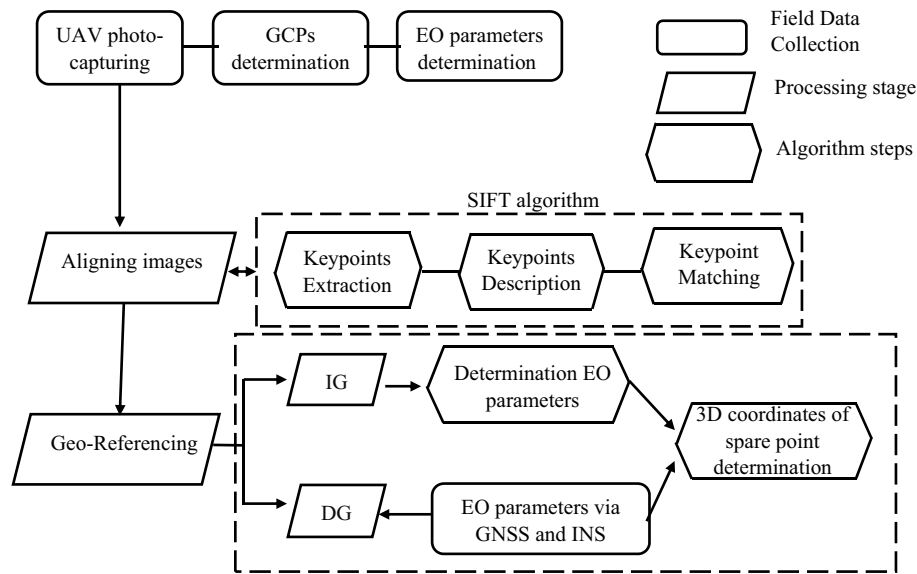 UAV photo-
capturing
GCPs
determination
EO parameters
determination
Field Data
Collection
Processing stage
Algorithm steps
SIFT algorithm
Aligning images
Keypoints
Extraction
Keypoints
Description
Keypoint
Matching
Geo-Referencing
IG
Determination EO
parameters
3D coordinates of
spare point
determination
DG
EO parameters via
GNSS and INS